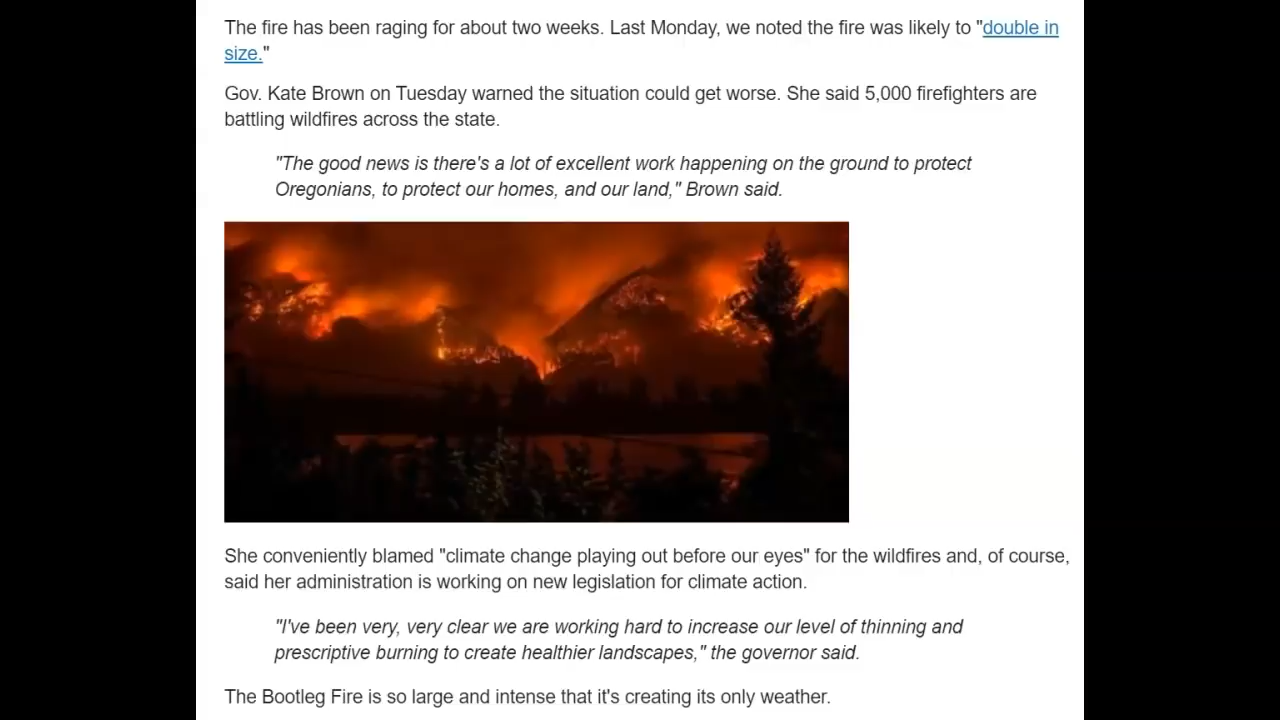 The fire has been raging for about two weeks. Last Monday, we noted the fire was likely to "double in
size."
Gov. Kate Brown on Tuesday warned the situation could get worse. She said 5,000 firefighters are
battling wildfires across the state.
"The good news is there's a lot of excellent work happening on the ground to protect
Oregonians, to protect our homes, and our land," Brown said.
She conveniently blamed "climate change playing out before our eyes" for the wildfires and, of course,
said her administration is working on new legislation for climate action.
"I've been very, very clear we are working hard to increase our level of thinning and
prescriptive burning to create healthier landscapes," the governor said.
The Bootleg Fire is so large and intense that it's creating its only weather.